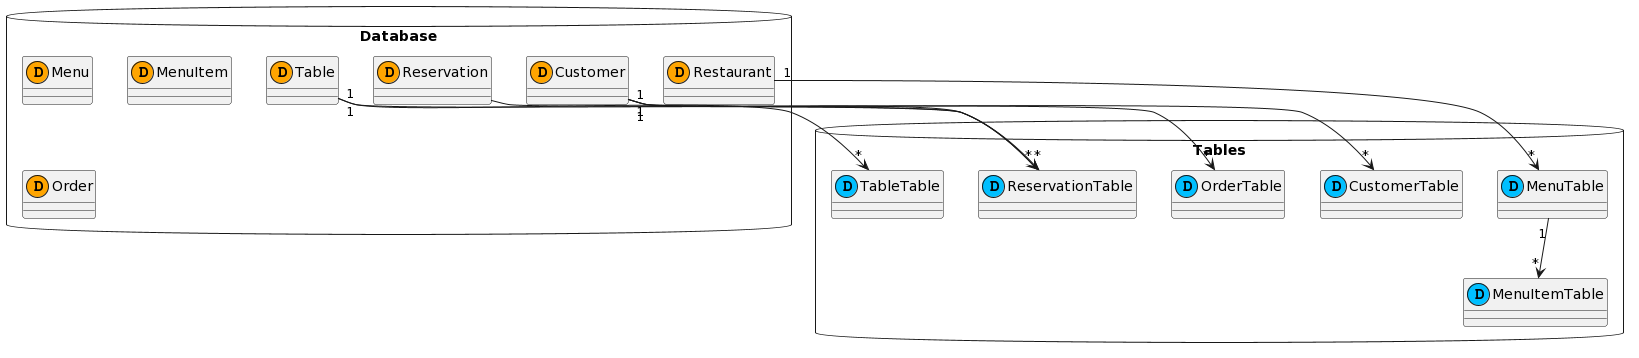 Database
D Menu
D MenuItem
D Table
D Reservation
D Customer
D Restaurant
1
1
1
1
1
1
D Order
Tables
*
*
*
*
*
*
D TableTable
D ReservationTable
D OrderTable
D CustomerTable
D MenuTable
1
*
D MenuItemTable